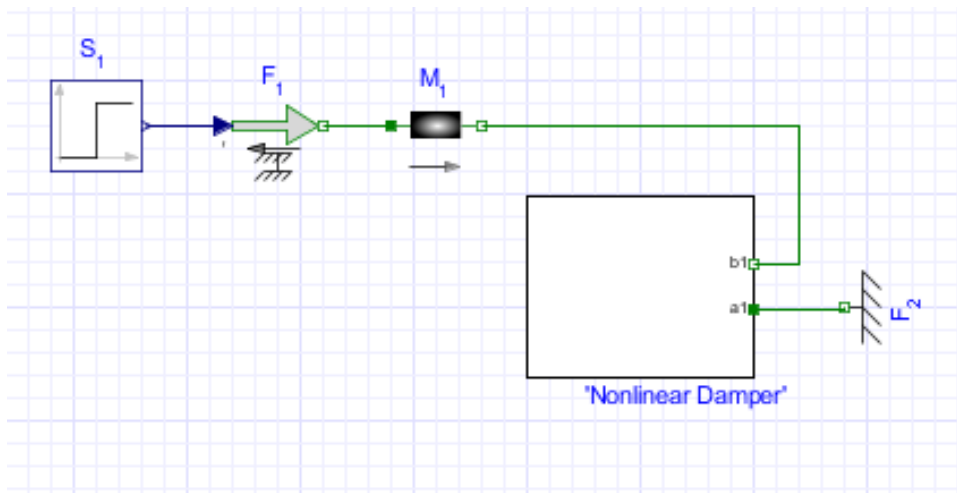 S₁
F₁
M₁
b1
a1
F₂
'Nonlinear Damper'